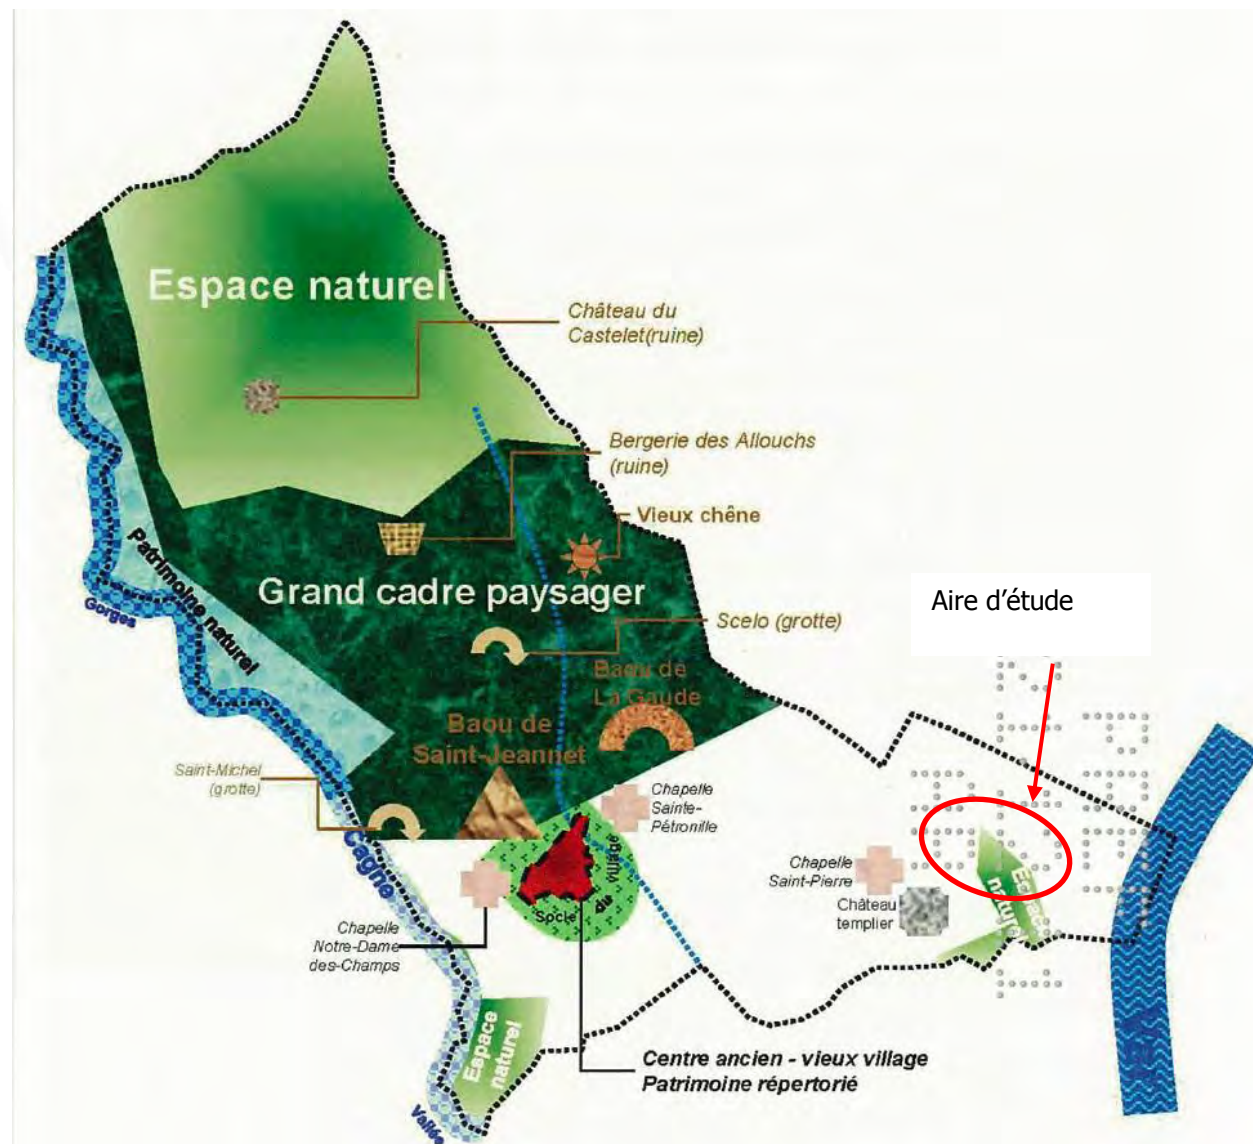 Espace naturel
Château du
Castelet(ruine)
Bergerie des Allouchs
(ruine)
Vieux chêne
Grand cadre paysager
Patrimoine naturel
Gorges
Scelo (grotte)
Baou de
La Gaude
Baou de
Saint-Jeannet
Aire d’étude
Saint-Michel
(grotte)
Cagne
Chapelle
Sainte-
Pétronille
Socle du village
Chapelle
Saint-Pierre
Château
templier
Espace
naturel
Chapelle
Notre-Dame
des-Champs
Espace
naturel
Vallée
Centre ancien - vieux village
Patrimoine répertorié